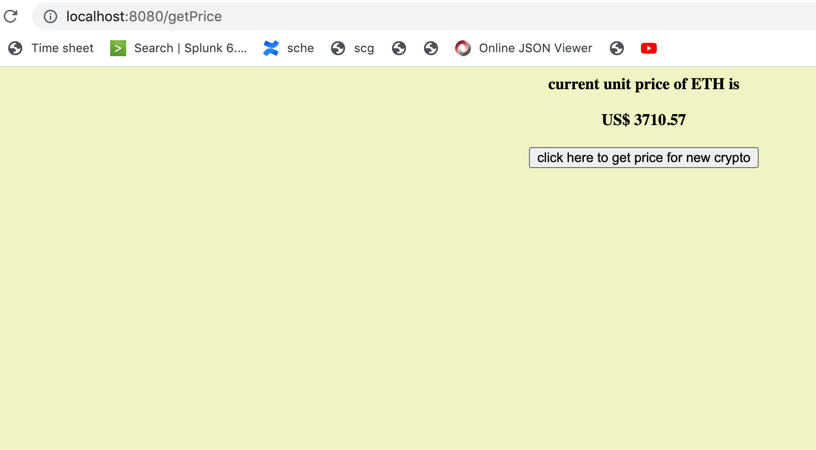 localhost:8080/getPrice
Time sheet Search | Splunk 6.... sche scg Online JSON Viewer
current unit price of ETH is
US$ 3710.57
click here to get price for new crypto